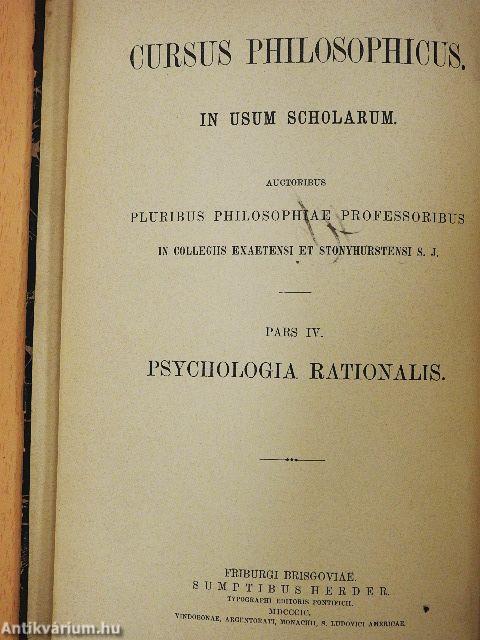 CURSUS PHILOSOPHICUS.
IN USUM SCHOLARUM.
AUCTORIBUS
PLURIBUS PHILOSOPHIAE PROFESSORIBUS
IN COLLEGIIS EXAETENSI ET STONYHURSTENSI S. J.
PARS IV.
PSYCHOLOGIA RATIONALIS.
FRIBURGI BRISGOVIAE.
SUMPTIBUS HERDER,
TYPOGRAPHI EDITORIS PONTIFICII.
MDCCCIC.
VINDOBONAE, ARGENTORATI, MONACHII, S. LUDOVICI AMERICAE.
Antikvárium.hu